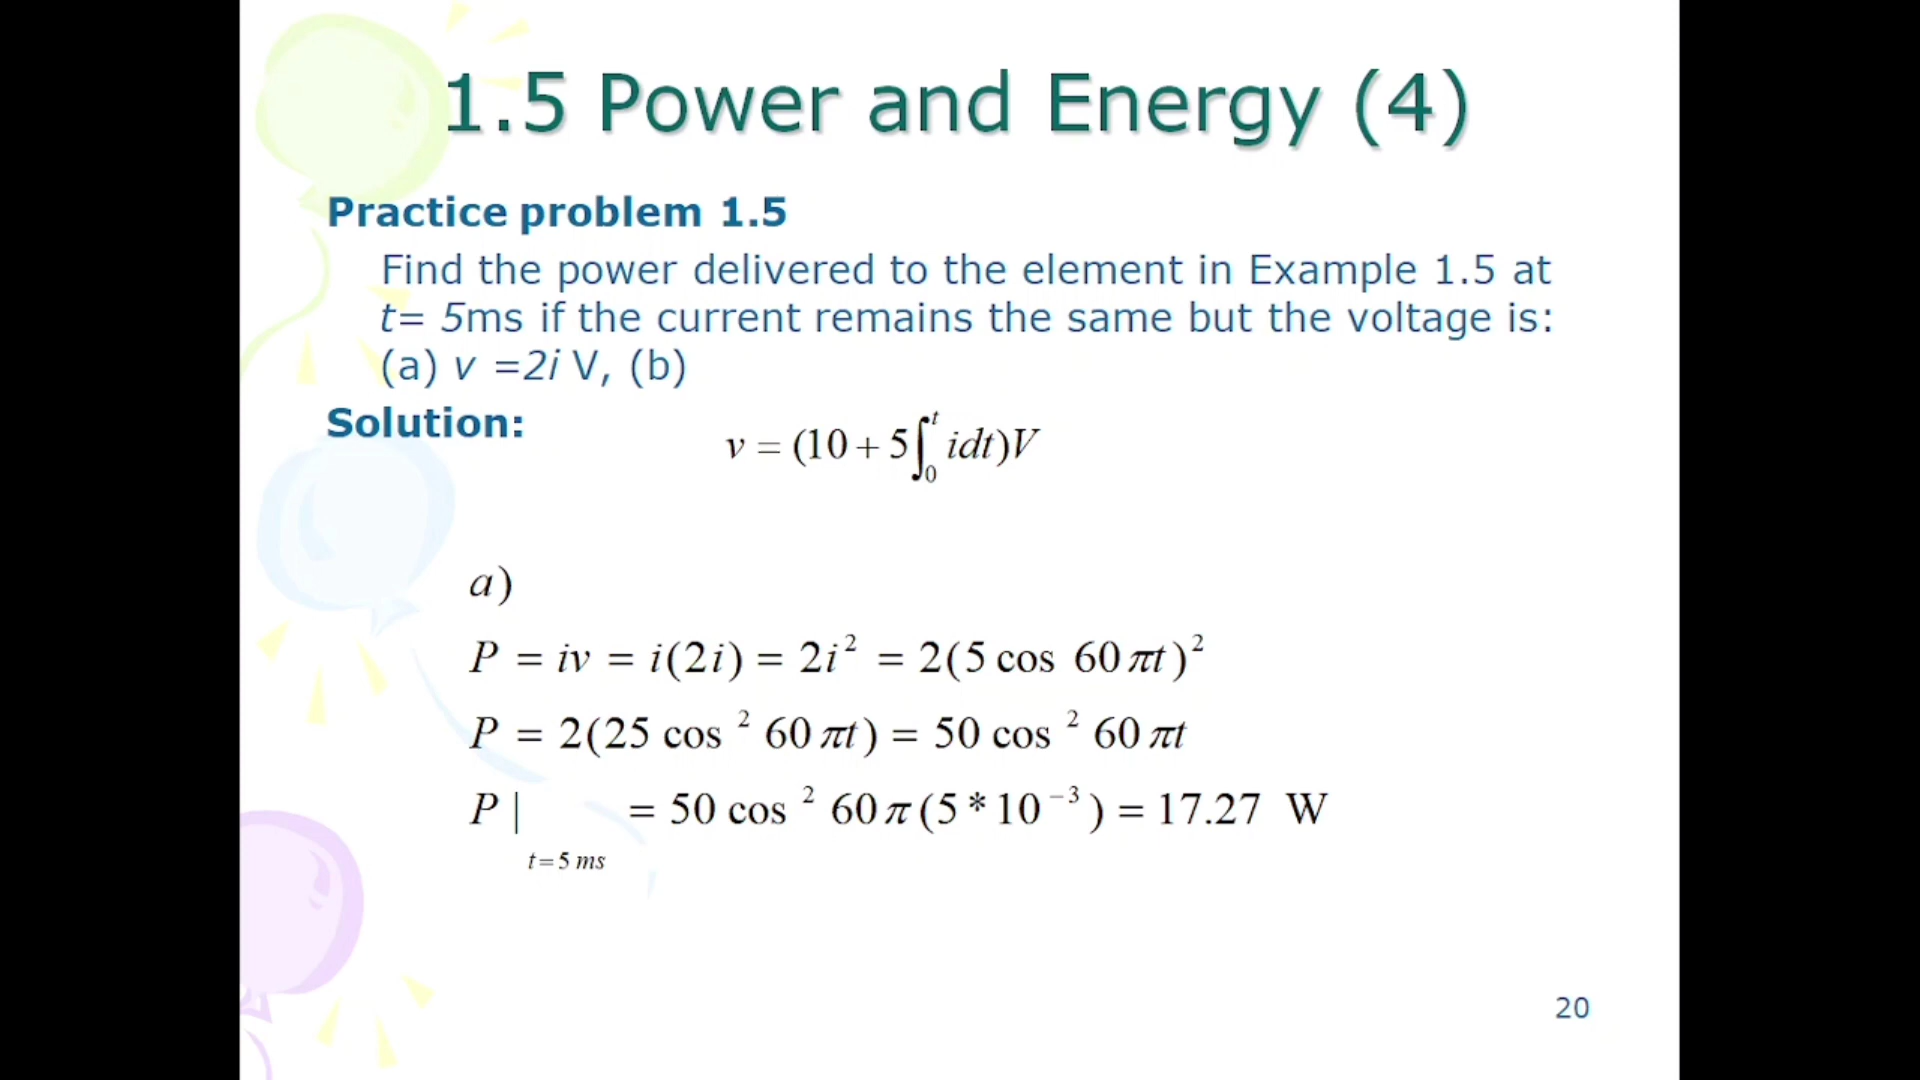 1.5 Power and Energy (4)
Practice problem 1.5
Find the power delivered to the element in Example 1.5 at
t= 5ms if the current remains the same but the voltage is:
(a) v =2i V, (b)
Solution:
v = (10 + 5∫₀ᵗ idt)V
a)
P = iv = i(2i) = 2i² = 2(5 cos 60πt)²
P = 2(25 cos² 60πt) = 50 cos² 60πt
P | = 50 cos² 60π(5*10⁻³) = 17.27 W
t=5 ms
20